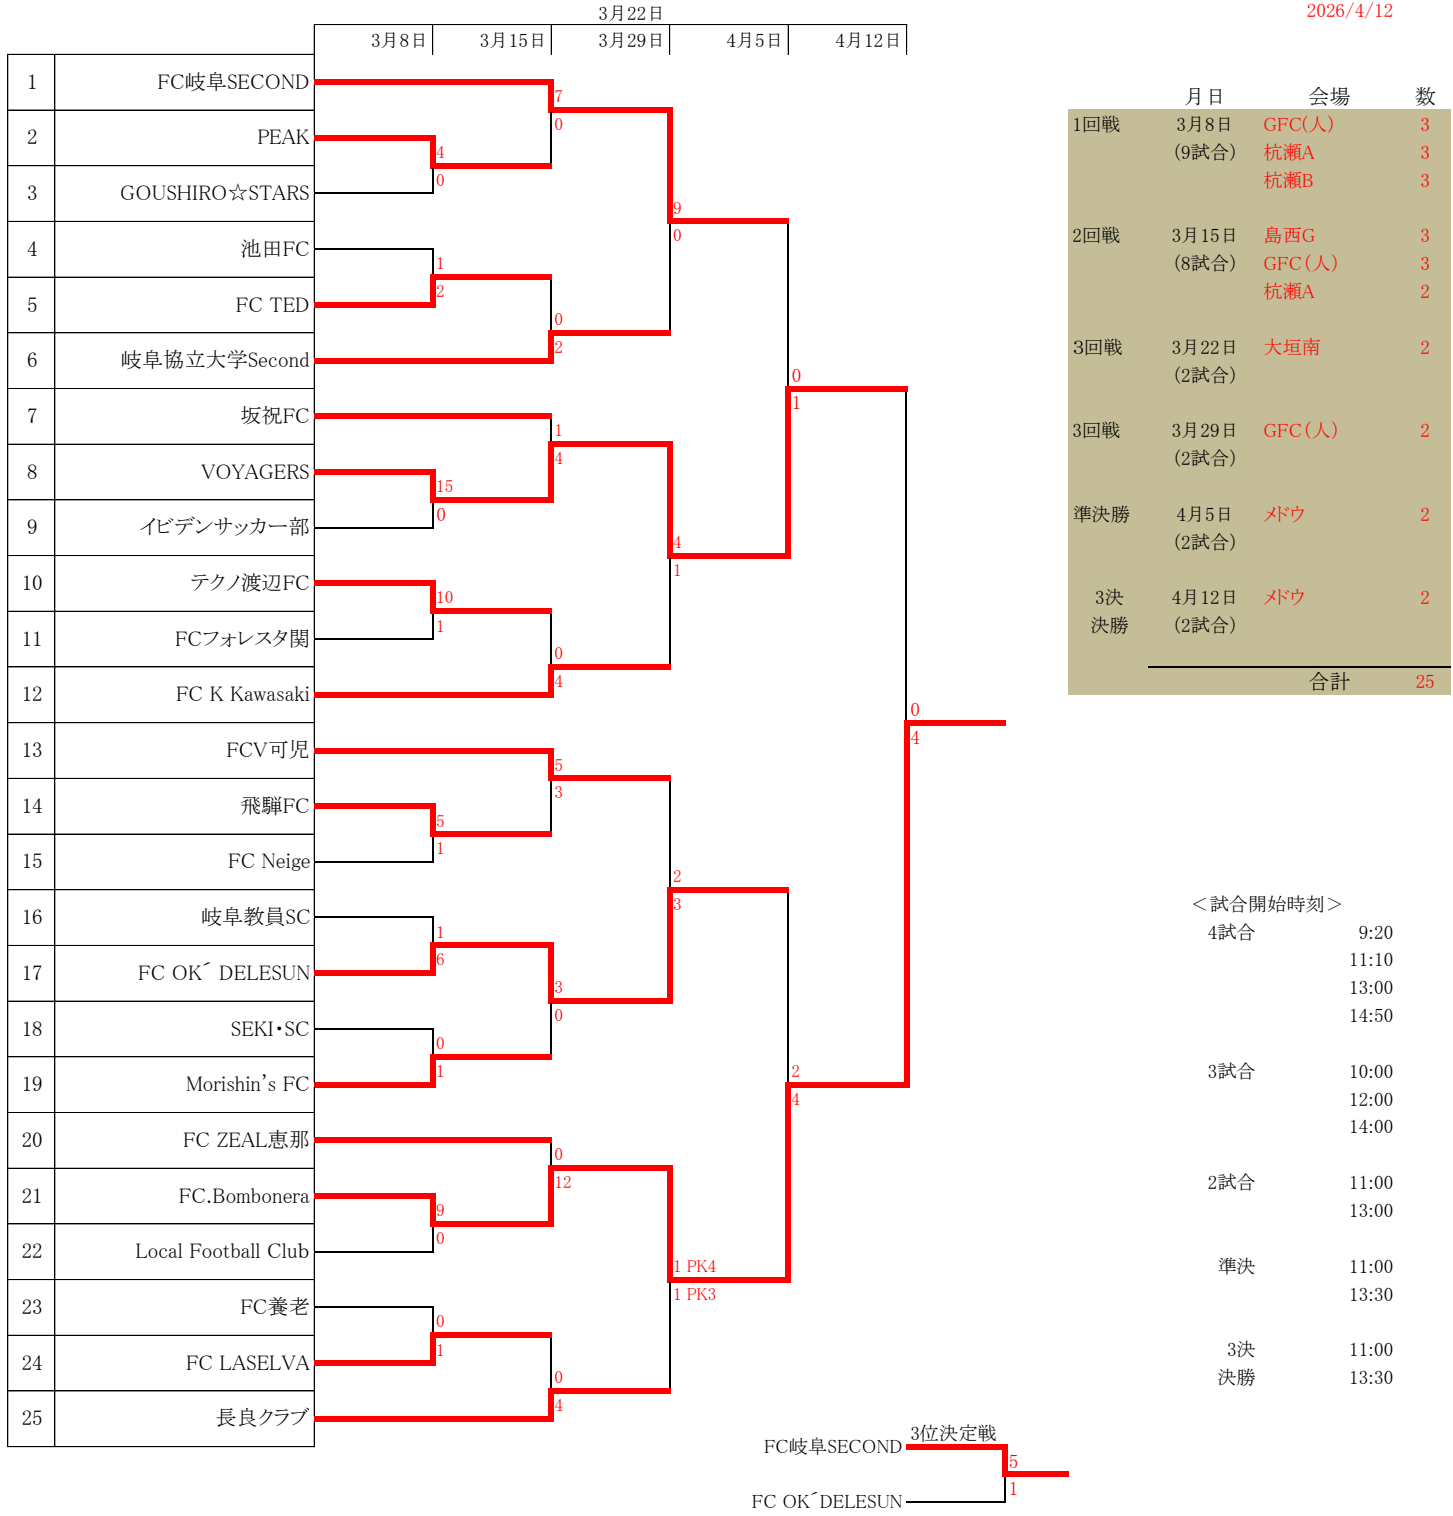 3月22日
2026/4/12
3月8日 3月15日 3月29日 4月5日 4月12日
1 FC岐阜SECOND
2 PEAK
3 GOUSHIRO☆STARS
4 池田FC
5 FC TED
6 岐阜協立大学Second
7 坂祝FC
8 VOYAGERS
9 イビデンサッカー部
10 テクノ渡辺FC
11 FCフォレスタ関
12 FC K Kawasaki
13 FCV可児
14 飛騨FC
15 FC Neige
16 岐阜教員SC
17 FC OK´ DELESUN
18 SEKI・SC
19 Morishin's FC
20 FC ZEAL恵那
21 FC.Bombonera
22 Local Football Club
23 FC養老
24 FC LASELVA
25 長良クラブ
4
0
1
2
15
0
10
1
5
1
1
6
0
1
9
0
0
1
7
0
0
2
1
4
0
4
5
3
3
0
0
12
0
4
9
0
4
1
2
3
1 PK4
1 PK3
0
1
2
4
0
4
3位決定戦
FC岐阜SECOND
5
1
FC OK´DELESUN
月日 会場 数
1回戦 3月8日 GFC(人) 3
(9試合) 杭瀬A 3
杭瀬B 3
2回戦 3月15日 島西G 3
(8試合) GFC(人) 3
杭瀬A 2
3回戦 3月22日 大垣南 2
(2試合)
3回戦 3月29日 GFC(人) 2
(2試合)
準決勝 4月5日 メドウ 2
(2試合)
3決 4月12日 メドウ 2
決勝 (2試合)
合計 25
＜試合開始時刻＞
4試合 9:20
11:10
13:00
14:50
3試合 10:00
12:00
14:00
2試合 11:00
13:00
準決 11:00
13:30
3決 11:00
決勝 13:30